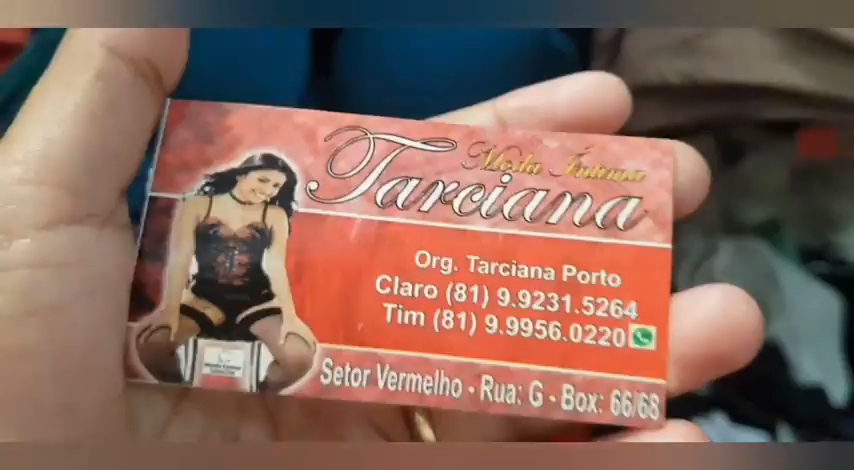 Moda Íntima
Tarciana
Org. Tarciana Porto
Claro (81) 9.9231.5264
Tim (81) 9.9956.0220
Setor Vermelho - Rua: G - Box: 66/68